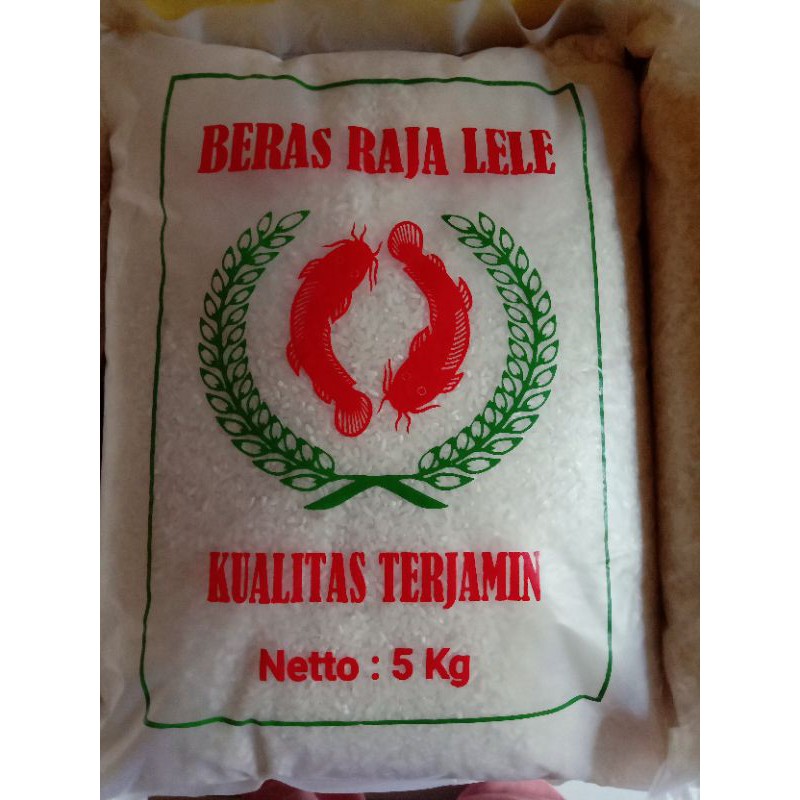 BERAS RAJA LELE
KUALITAS TERJAMIN
Netto : 5 Kg